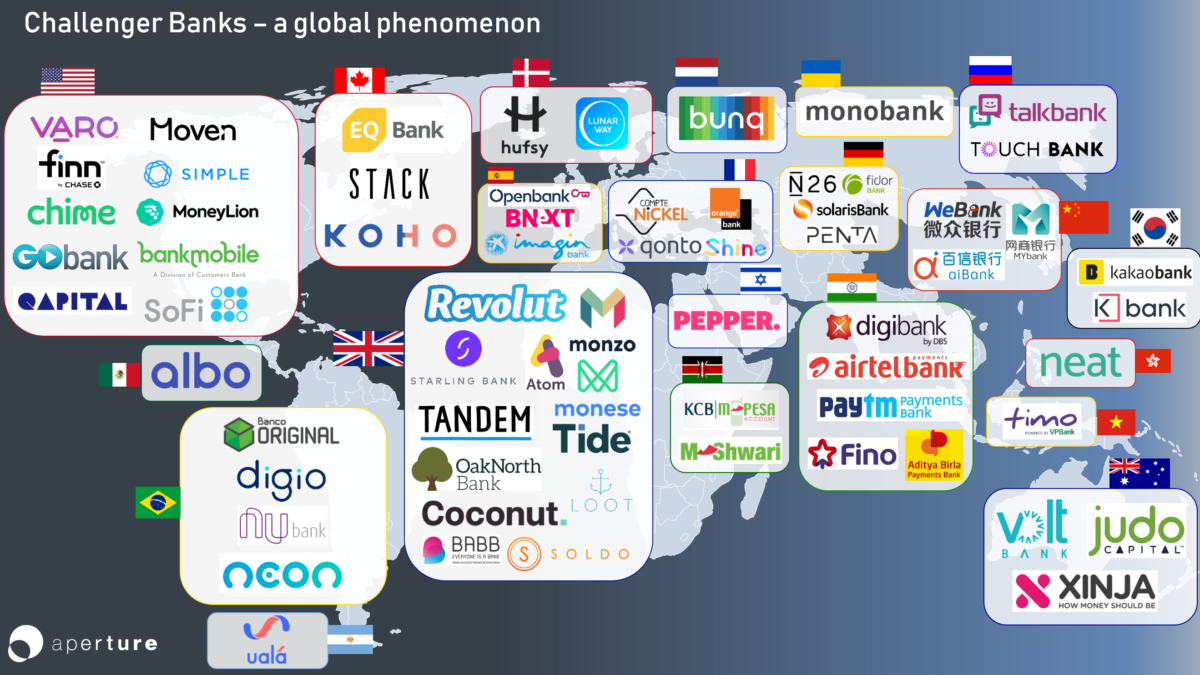 Challenger Banks – a global phenomenon
VARO
Moven
finn
by CHASE
SIMPLE
chime
MoneyLion
GObank
bankmobile
A Division of Customers Bank
QAPITAL
SoFi
EQ Bank
STACK
KOHO
hufsy
LUNAR
WAY
bunq
monobank
talkbank
TOUCH BANK
Openbank
BNEXT
imagin
bank
COMPTE
NiCKEL
orange
bank
qonto
Shine
N26
fidor
BANK
solarisBank
PENTA
WeBank
微众银行
网商银行
MYbank
百信银行
aiBank
kakaobank
K bank
albo
Banco
ORIGINAL
digio
nu bank
neon
ualá
Revolut
monzo
STARLING BANK
Atom
monese
TANDEM
Tide
OakNorth
Bank
LOOT
Coconut.
BABB
EVERYONE IS A BANK
SOLDO
PEPPER.
KCB M-PESA
ACCOUNT
M-Shwari
digibank
by DBS
payments
airtel bank
Paytm Payments
Bank
Fino
Aditya Birla
Payments Bank
neat
timo
POWERED BY VPBank
volt
BANK
judo
CAPITAL™
XINJA
HOW MONEY SHOULD BE
aperture